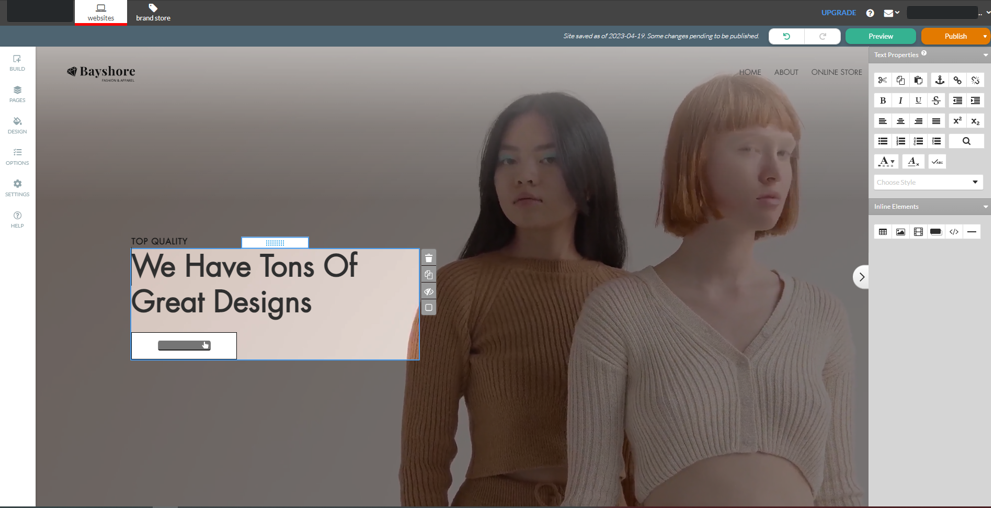 websites
brand store
UPGRADE
Site saved as of 2023-04-19. Some changes pending to be published.
Preview
Publish
BUILD
PAGES
DESIGN
OPTIONS
SETTINGS
HELP
Bayshore
FASHION & APPAREL
HOME
ABOUT
ONLINE STORE
TOP QUALITY
We Have Tons Of
Great Designs
Text Properties
B
I
U
S
X²
X₂
A
A
abc
Choose Style
Inline Elements